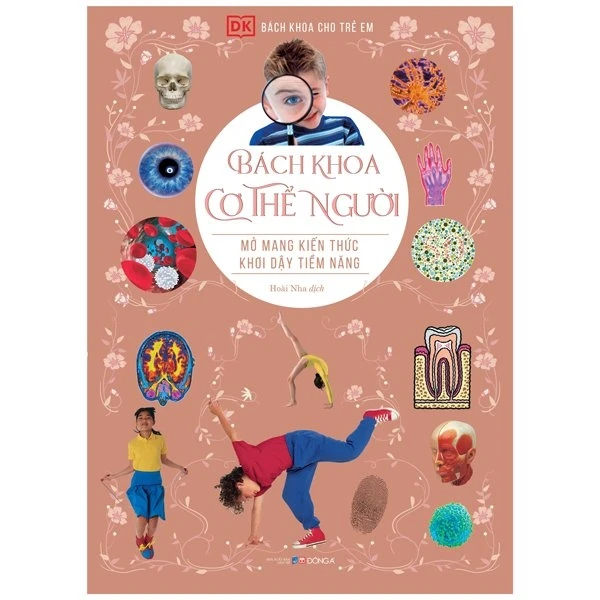 DK BÁCH KHOA CHO TRẺ EM
BÁCH KHOA
CƠ THỂ NGƯỜI
MỞ MANG KIẾN THỨC
KHƠI DẬY TIỀM NĂNG
Hoài Nha dịch
ĐÔNG A